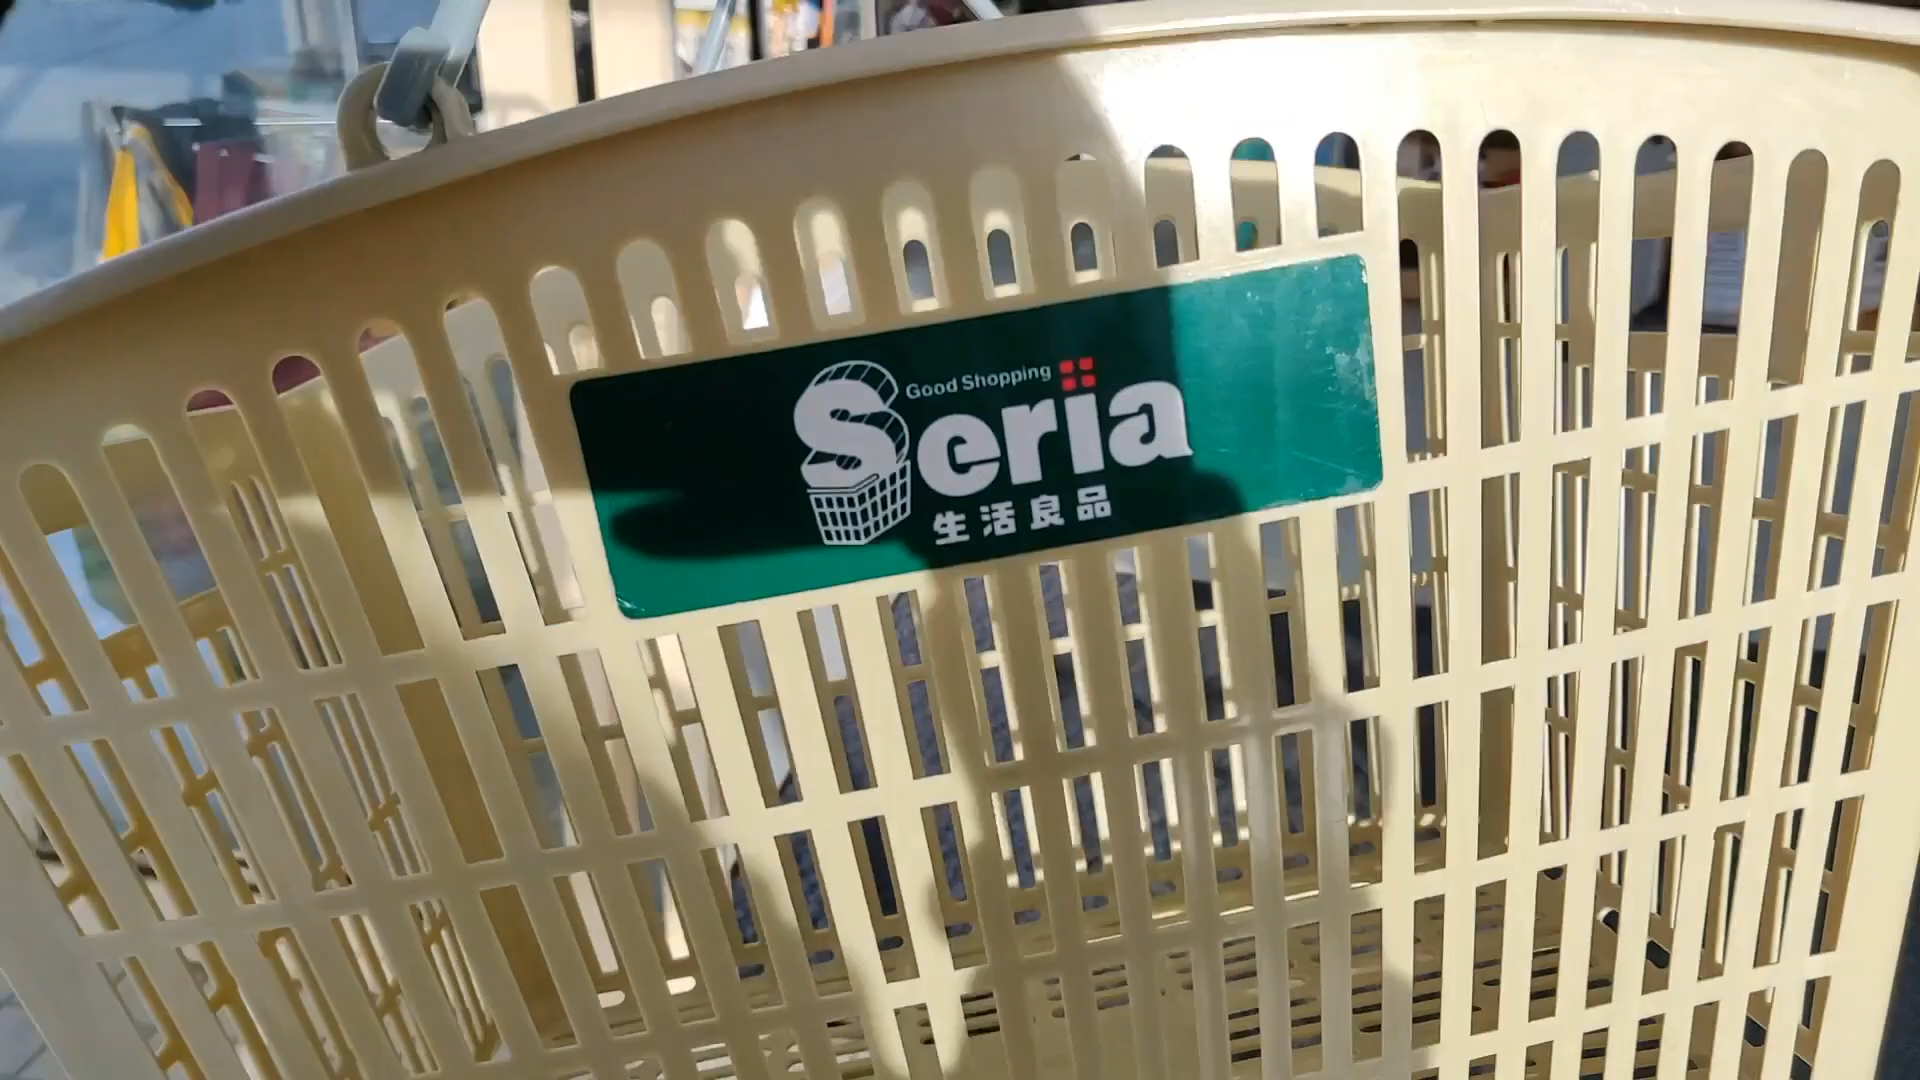 Good Shopping
Seria
生活良品